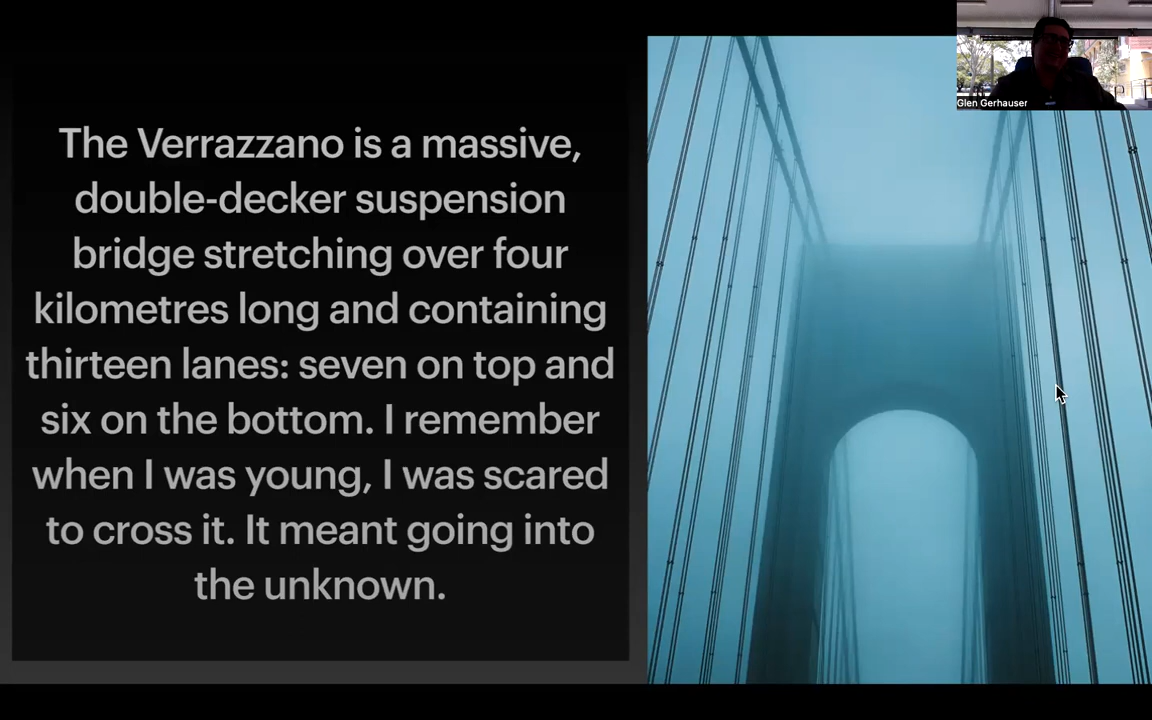 The Verrazzano is a massive,
double-decker suspension
bridge stretching over four
kilometres long and containing
thirteen lanes: seven on top and
six on the bottom. I remember
when I was young, I was scared
to cross it. It meant going into
the unknown.
Glen Gerhauser